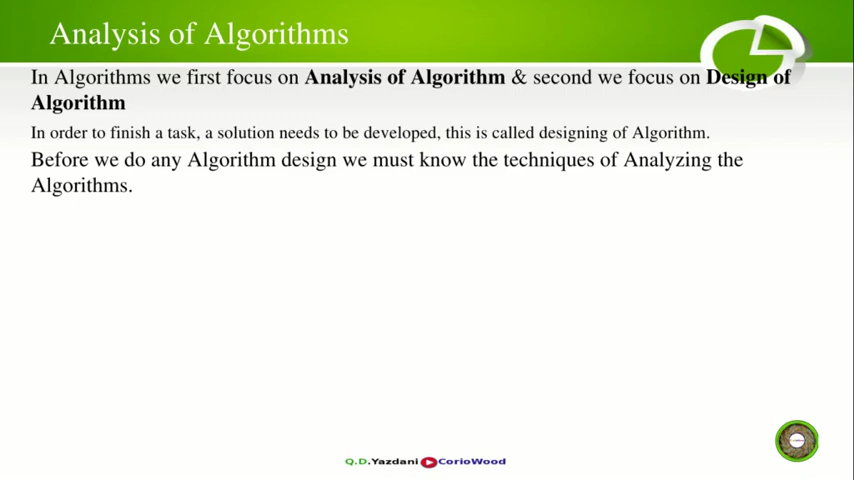 Analysis of Algorithms
In Algorithms we first focus on Analysis of Algorithm & second we focus on Design of
Algorithm
In order to finish a task, a solution needs to be developed, this is called designing of Algorithm.
Before we do any Algorithm design we must know the techniques of Analyzing the
Algorithms.
Q.D.Yazdani CorioWood